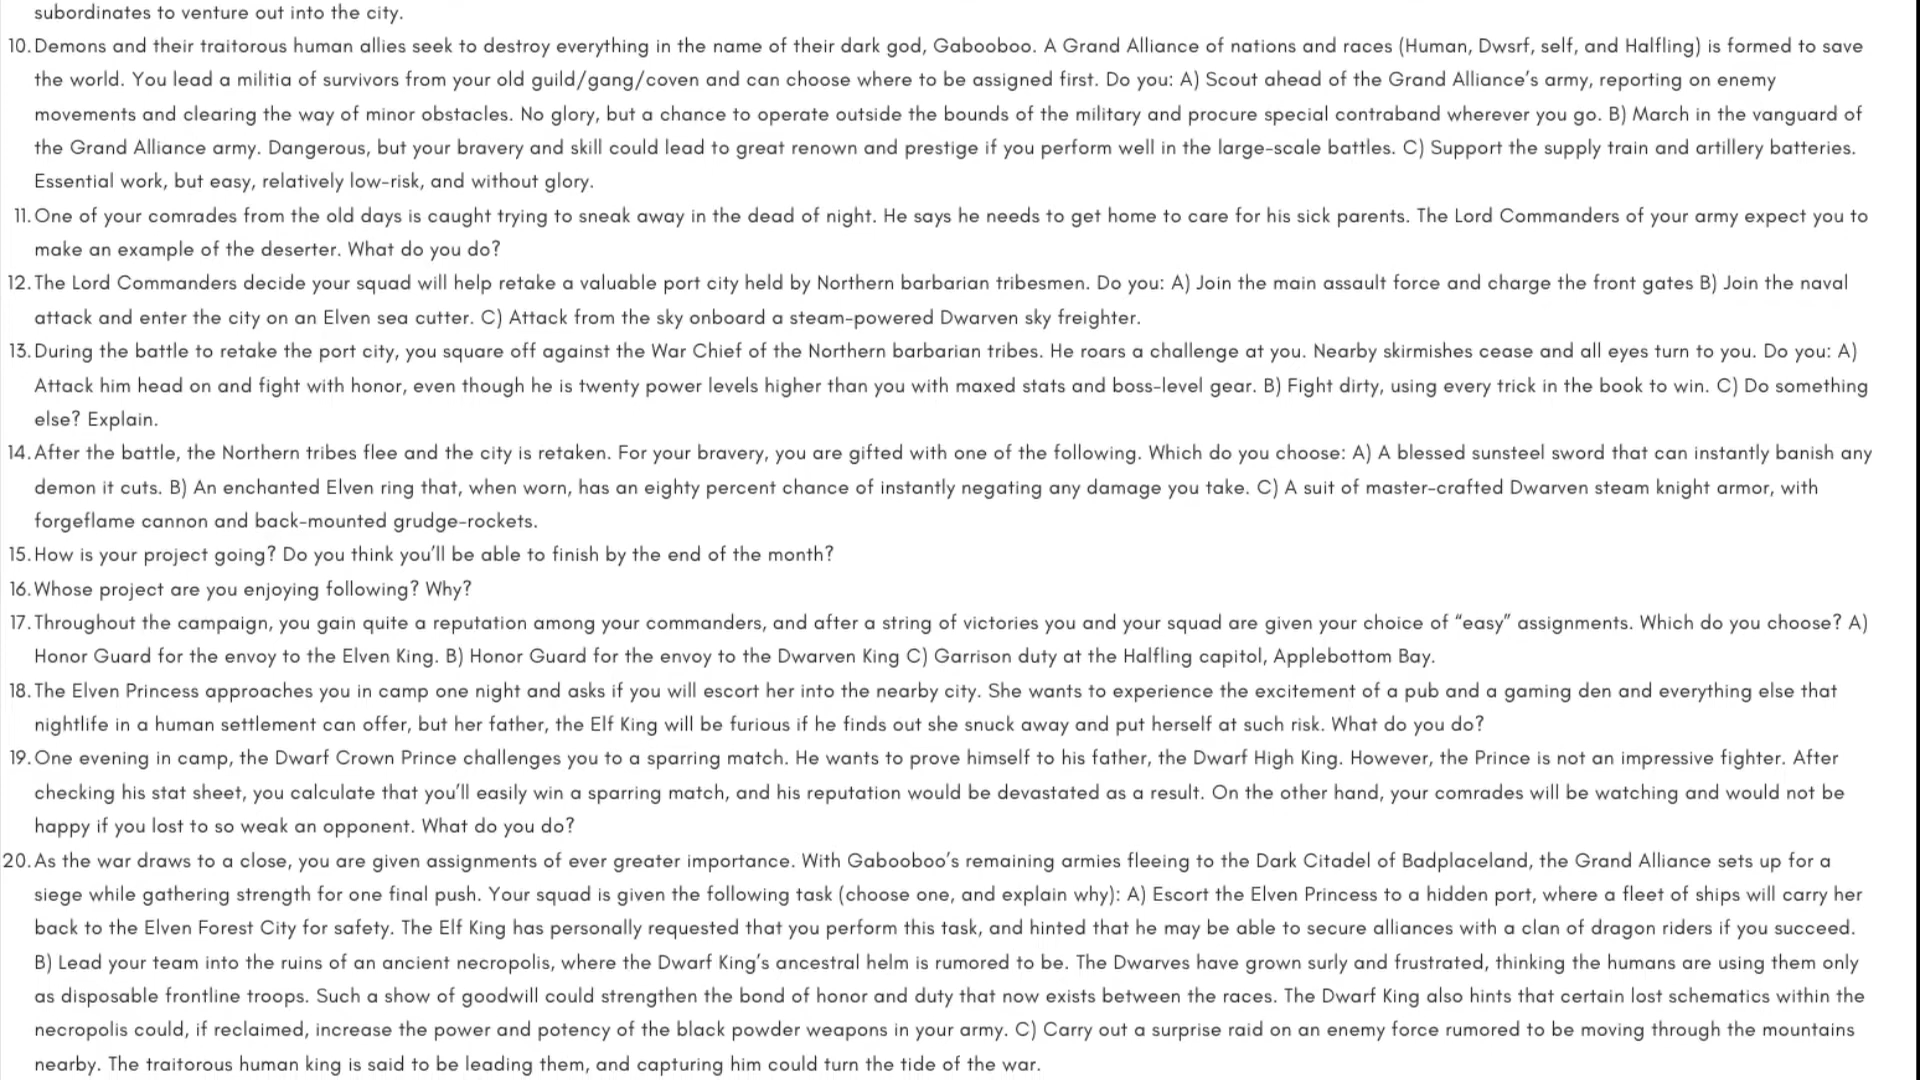 subordinates to venture out into the city.
10. Demons and their traitorous human allies seek to destroy everything in the name of their dark god, Gabooboo. A Grand Alliance of nations and races (Human, Dwsrf, self, and Halfling) is formed to save
the world. You lead a militia of survivors from your old guild/gang/coven and can choose where to be assigned first. Do you: A) Scout ahead of the Grand Alliance's army, reporting on enemy
movements and clearing the way of minor obstacles. No glory, but a chance to operate outside the bounds of the military and procure special contraband wherever you go. B) March in the vanguard of
the Grand Alliance army. Dangerous, but your bravery and skill could lead to great renown and prestige if you perform well in the large-scale battles. C) Support the supply train and artillery batteries.
Essential work, but easy, relatively low-risk, and without glory.
11. One of your comrades from the old days is caught trying to sneak away in the dead of night. He says he needs to get home to care for his sick parents. The Lord Commanders of your army expect you to
make an example of the deserter. What do you do?
12. The Lord Commanders decide your squad will help retake a valuable port city held by Northern barbarian tribesmen. Do you: A) Join the main assault force and charge the front gates B) Join the naval
attack and enter the city on an Elven sea cutter. C) Attack from the sky onboard a steam-powered Dwarven sky freighter.
13. During the battle to retake the port city, you square off against the War Chief of the Northern barbarian tribes. He roars a challenge at you. Nearby skirmishes cease and all eyes turn to you. Do you: A)
Attack him head on and fight with honor, even though he is twenty power levels higher than you with maxed stats and boss-level gear. B) Fight dirty, using every trick in the book to win. C) Do something
else? Explain.
14. After the battle, the Northern tribes flee and the city is retaken. For your bravery, you are gifted with one of the following. Which do you choose: A) A blessed sunsteel sword that can instantly banish any
demon it cuts. B) An enchanted Elven ring that, when worn, has an eighty percent chance of instantly negating any damage you take. C) A suit of master-crafted Dwarven steam knight armor, with
forgeflame cannon and back-mounted grudge-rockets.
15. How is your project going? Do you think you'll be able to finish by the end of the month?
16. Whose project are you enjoying following? Why?
17. Throughout the campaign, you gain quite a reputation among your commanders, and after a string of victories you and your squad are given your choice of “easy” assignments. Which do you choose? A)
Honor Guard for the envoy to the Elven King. B) Honor Guard for the envoy to the Dwarven King C) Garrison duty at the Halfling capitol, Applebottom Bay.
18. The Elven Princess approaches you in camp one night and asks if you will escort her into the nearby city. She wants to experience the excitement of a pub and a gaming den and everything else that
nightlife in a human settlement can offer, but her father, the Elf King will be furious if he finds out she snuck away and put herself at such risk. What do you do?
19. One evening in camp, the Dwarf Crown Prince challenges you to a sparring match. He wants to prove himself to his father, the Dwarf High King. However, the Prince is not an impressive fighter. After
checking his stat sheet, you calculate that you'll easily win a sparring match, and his reputation would be devastated as a result. On the other hand, your comrades will be watching and would not be
happy if you lost to so weak an opponent. What do you do?
20. As the war draws to a close, you are given assignments of ever greater importance. With Gabooboo's remaining armies fleeing to the Dark Citadel of Badplaceland, the Grand Alliance sets up for a
siege while gathering strength for one final push. Your squad is given the following task (choose one, and explain why): A) Escort the Elven Princess to a hidden port, where a fleet of ships will carry her
back to the Elven Forest City for safety. The Elf King has personally requested that you perform this task, and hinted that he may be able to secure alliances with a clan of dragon riders if you succeed.
B) Lead your team into the ruins of an ancient necropolis, where the Dwarf King's ancestral helm is rumored to be. The Dwarves have grown surly and frustrated, thinking the humans are using them only
as disposable frontline troops. Such a show of goodwill could strengthen the bond of honor and duty that now exists between the races. The Dwarf King also hints that certain lost schematics within the
necropolis could, if reclaimed, increase the power and potency of the black powder weapons in your army. C) Carry out a surprise raid on an enemy force rumored to be moving through the mountains
nearby. The traitorous human king is said to be leading them, and capturing him could turn the tide of the war.